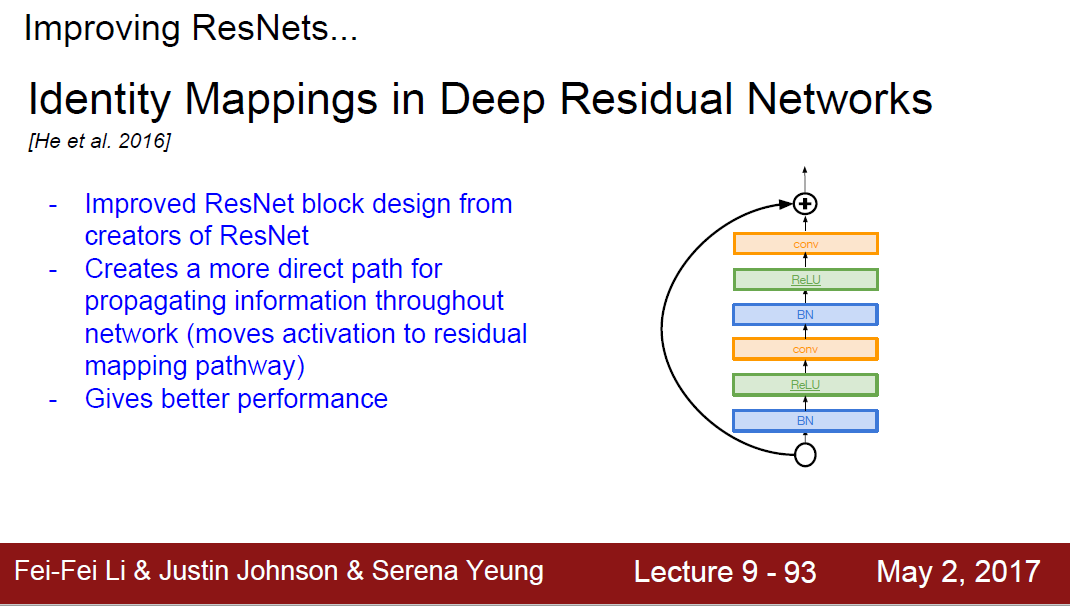 Improving ResNets...
Identity Mappings in Deep Residual Networks
[He et al. 2016]
- Improved ResNet block design from
creators of ResNet
- Creates a more direct path for
propagating information throughout
network (moves activation to residual
mapping pathway)
- Gives better performance
+
conv
ReLU
BN
conv
ReLU
BN
Fei-Fei Li & Justin Johnson & Serena Yeung
Lecture 9 - 93
May 2, 2017